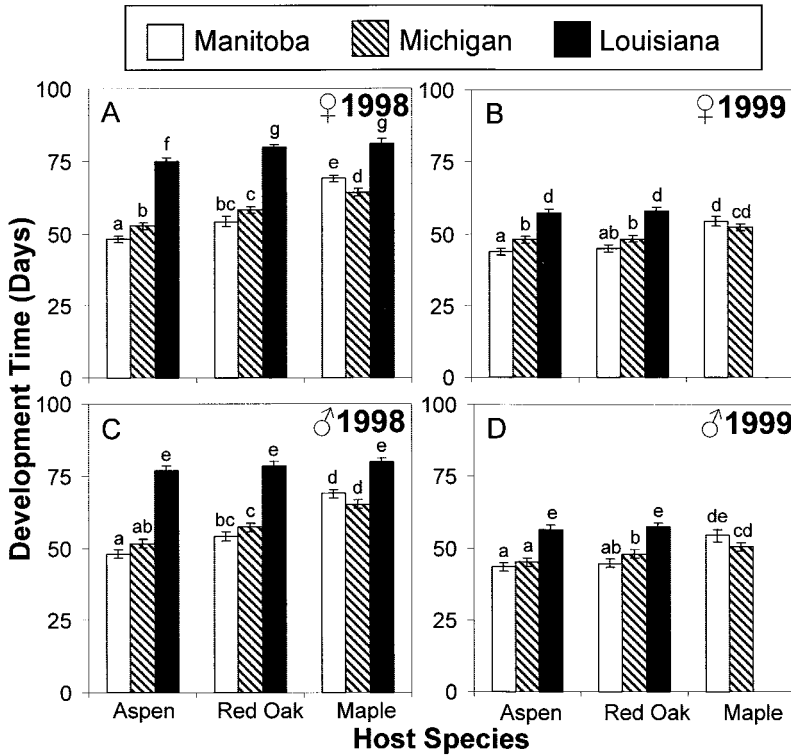 Manitoba Michigan Louisiana
Development Time (Days)
A ♀1998
100
75
50
25
0
a b f
bc c g
e d g
B ♀1999
100
75
50
25
0
a b d
ab b d
d cd
C ♂1998
100
75
50
25
0
a ab e
bc c e
d d e
Aspen Red Oak Maple
D ♂1999
100
75
50
25
0
a a e
ab b e
de cd
Aspen Red Oak Maple
Host Species